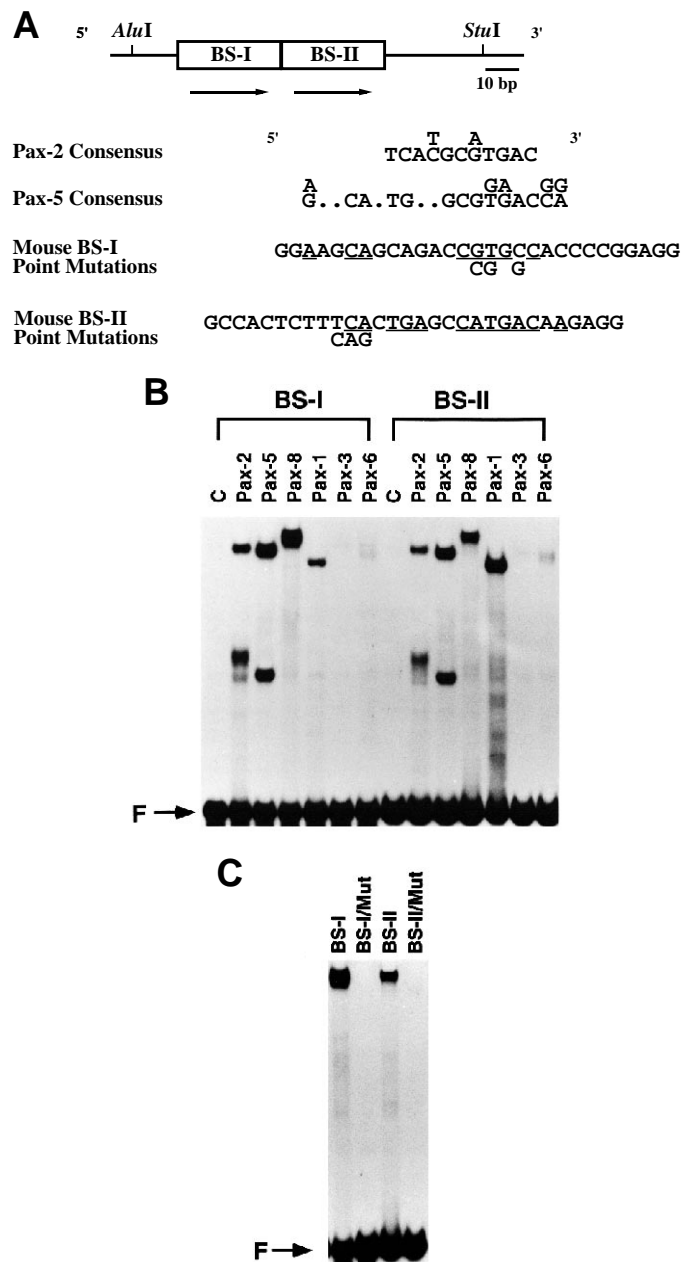 A
5' AluI StuI 3'
BS-I BS-II
10 bp
5' T A 3'
Pax-2 Consensus TCACGCGTGAC
A GA GG
Pax-5 Consensus G..CA.TG..GCGTGACCA
Mouse BS-I GGAAGCAGCAGACCGTGCCACCCCGGAGG
Point Mutations CG G
Mouse BS-II GCCACTCTTTCACTGAGCCATGACAAGAGG
Point Mutations CAG
B
BS-I BS-II
C Pax-2 Pax-5 Pax-8 Pax-1 Pax-3 Pax-6 C Pax-2 Pax-5 Pax-8 Pax-1 Pax-3 Pax-6
F
C
BS-I BS-I/Mut BS-II BS-II/Mut
F